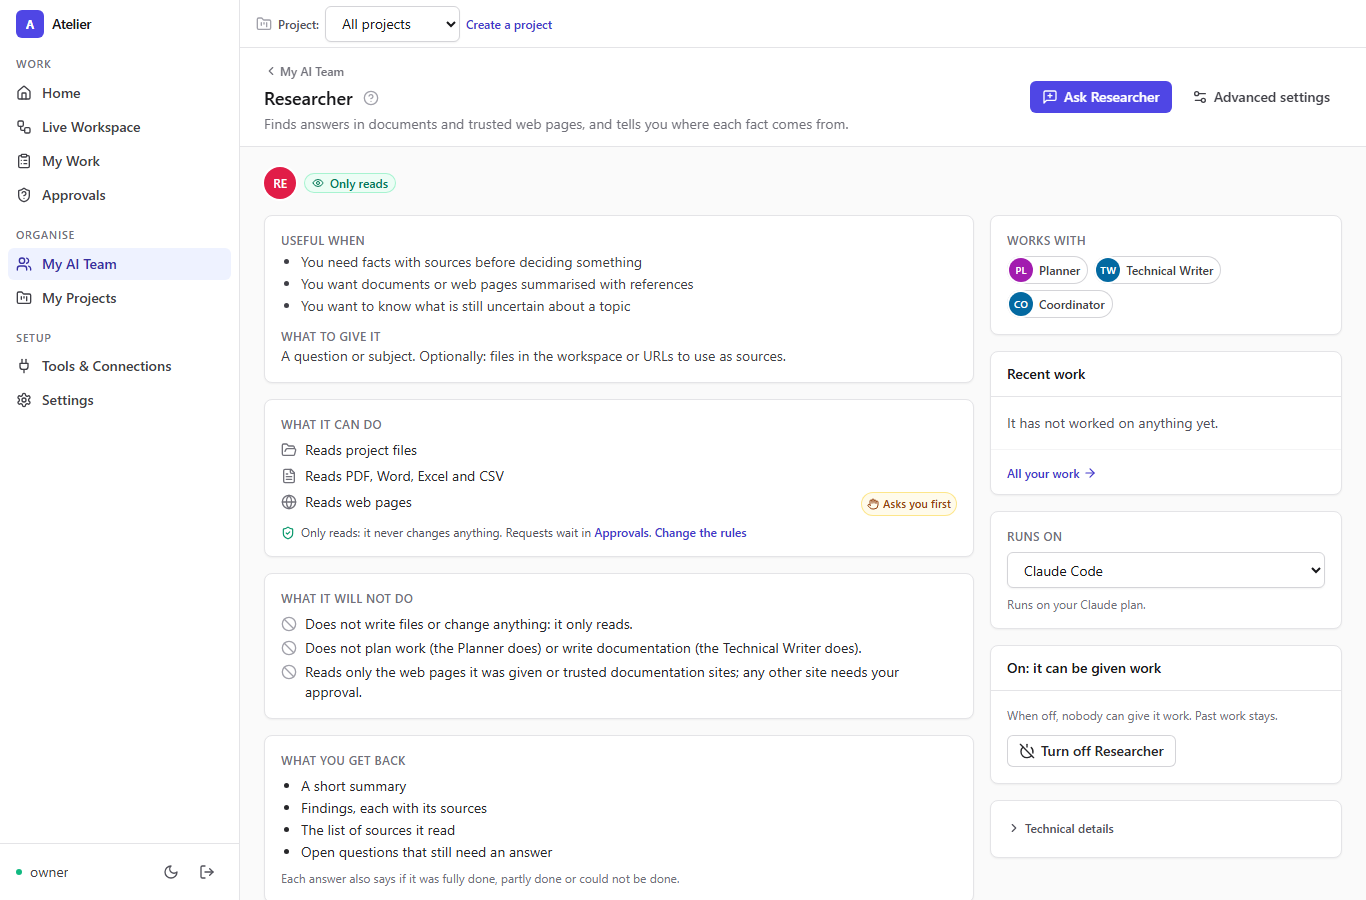 A Atelier
WORK
Home
Live Workspace
My Work
Approvals
ORGANISE
My AI Team
My Projects
SETUP
Tools & Connections
Settings
owner
Project: All projects Create a project
My AI Team
Researcher
Finds answers in documents and trusted web pages, and tells you where each fact comes from.
Ask Researcher
Advanced settings
RE Only reads
USEFUL WHEN
You need facts with sources before deciding something
You want documents or web pages summarised with references
You want to know what is still uncertain about a topic
WHAT TO GIVE IT
A question or subject. Optionally: files in the workspace or URLs to use as sources.
WHAT IT CAN DO
Reads project files
Reads PDF, Word, Excel and CSV
Reads web pages
Asks you first
Only reads: it never changes anything. Requests wait in Approvals. Change the rules
WHAT IT WILL NOT DO
Does not write files or change anything: it only reads.
Does not plan work (the Planner does) or write documentation (the Technical Writer does).
Reads only the web pages it was given or trusted documentation sites; any other site needs your
approval.
WHAT YOU GET BACK
A short summary
Findings, each with its sources
The list of sources it read
Open questions that still need an answer
Each answer also says if it was fully done, partly done or could not be done.
WORKS WITH
PL Planner
TW Technical Writer
CO Coordinator
Recent work
It has not worked on anything yet.
All your work
RUNS ON
Claude Code
Runs on your Claude plan.
On: it can be given work
When off, nobody can give it work. Past work stays.
Turn off Researcher
Technical details